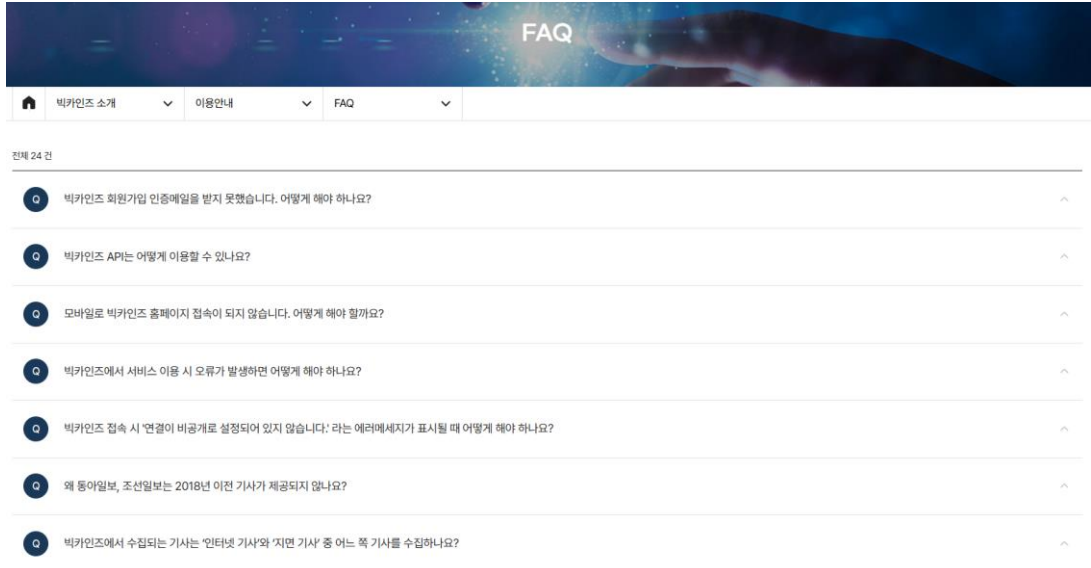 FAQ
빅카인즈 소개
이용안내
FAQ
전체 24 건
Q 빅카인즈 회원가입 인증메일을 받지 못했습니다. 어떻게 해야 하나요?
Q 빅카인즈 API는 어떻게 이용할 수 있나요?
Q 모바일로 빅카인즈 홈페이지 접속이 되지 않습니다. 어떻게 해야 할까요?
Q 빅카인즈에서 서비스 이용 시 오류가 발생하면 어떻게 해야 하나요?
Q 빅카인즈 접속 시 '연결이 비공개로 설정되어 있지 않습니다.' 라는 에러메세지가 표시될 때 어떻게 해야 하나요?
Q 왜 동아일보, 조선일보는 2018년 이전 기사가 제공되지 않나요?
Q 빅카인즈에서 수집되는 기사는 '인터넷 기사'와 '지면 기사' 중 어느 쪽 기사를 수집하나요?